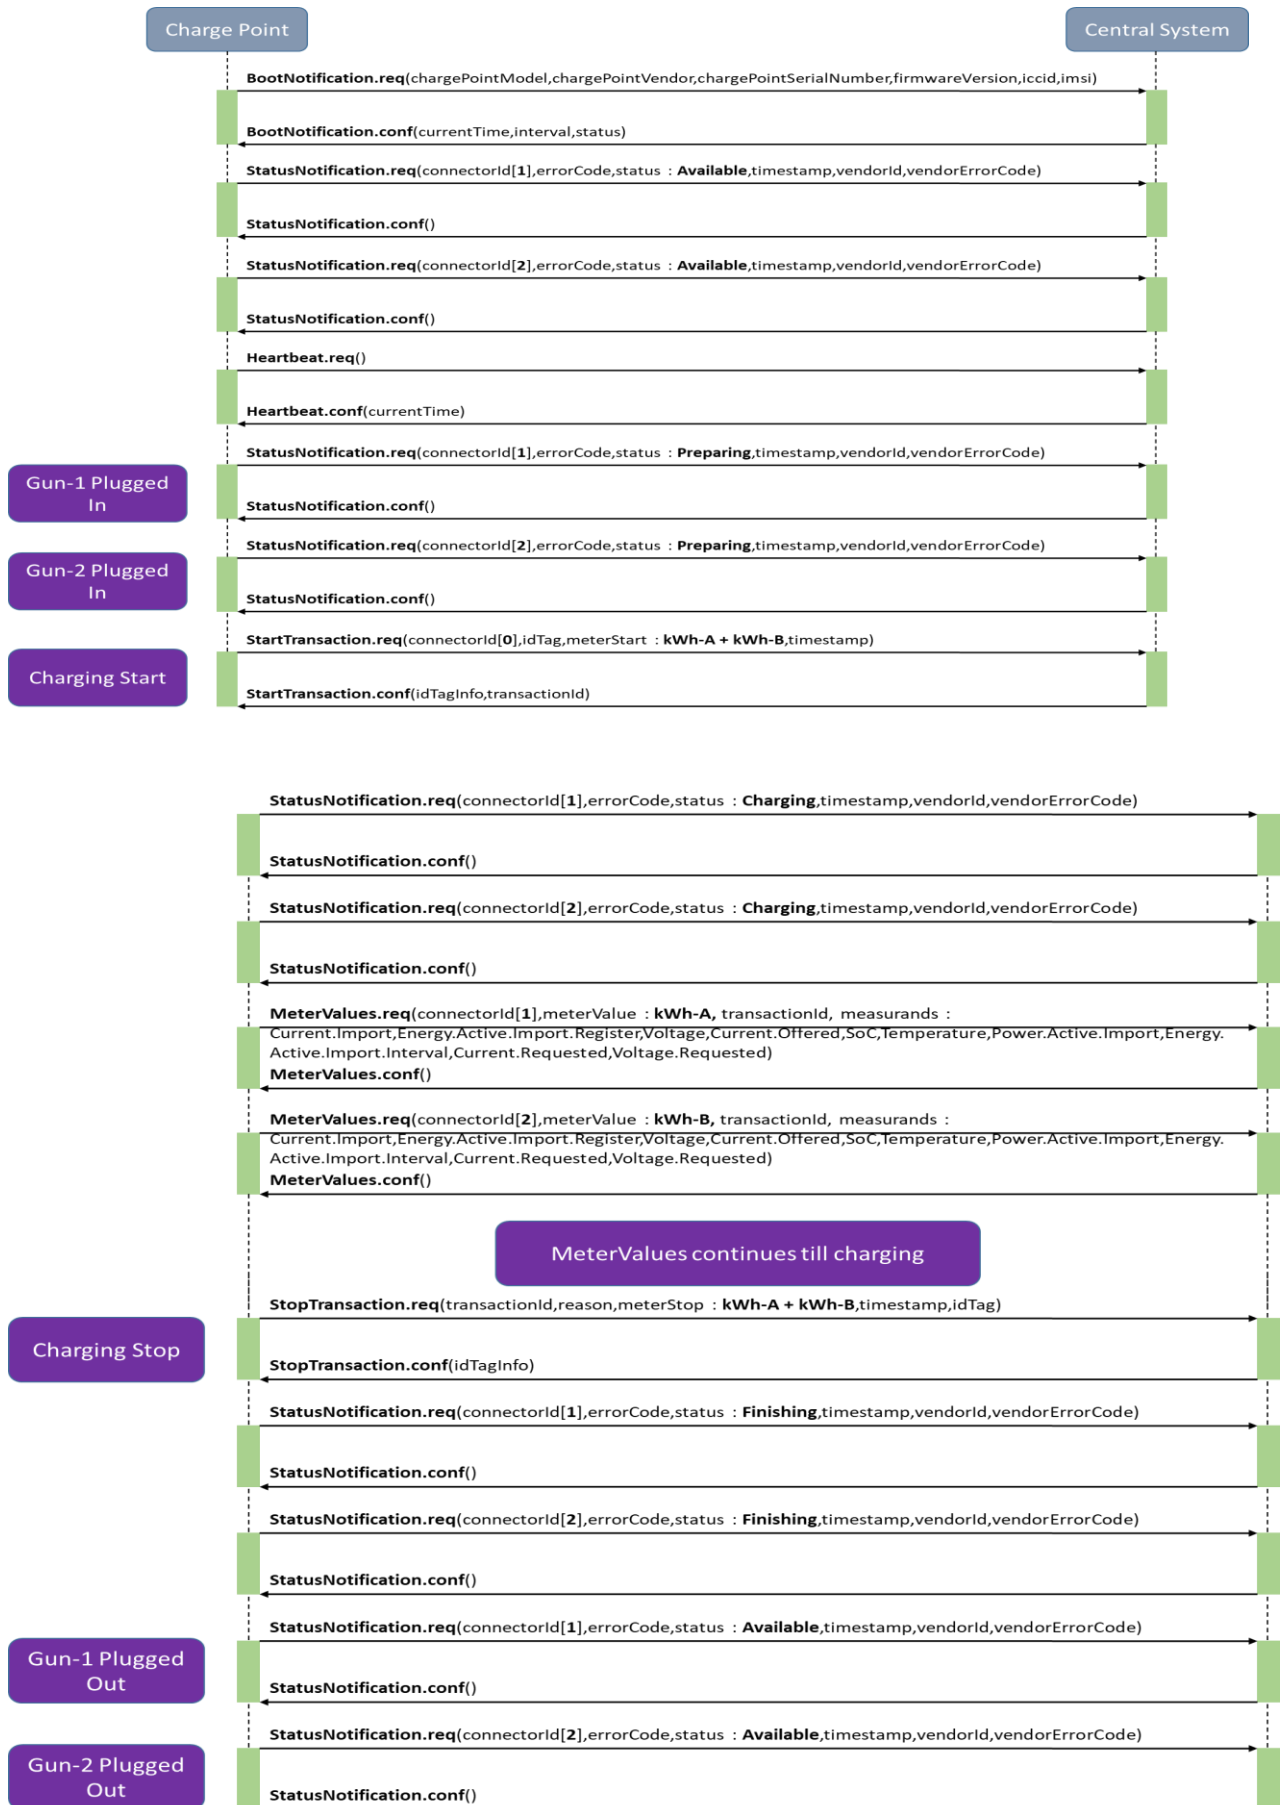 Charge Point
Central System
BootNotification.req(chargePointModel,chargePointVendor,chargePointSerialNumber,firmwareVersion,iccid,imsi)
BootNotification.conf(currentTime,interval,status)
StatusNotification.req(connectorId[1],errorCode,status : Available,timestamp,vendorId,vendorErrorCode)
StatusNotification.conf()
StatusNotification.req(connectorId[2],errorCode,status : Available,timestamp,vendorId,vendorErrorCode)
StatusNotification.conf()
Heartbeat.req()
Heartbeat.conf(currentTime)
StatusNotification.req(connectorId[1],errorCode,status : Preparing,timestamp,vendorId,vendorErrorCode)
Gun-1 Plugged
In
StatusNotification.conf()
StatusNotification.req(connectorId[2],errorCode,status : Preparing,timestamp,vendorId,vendorErrorCode)
Gun-2 Plugged
In
StatusNotification.conf()
StartTransaction.req(connectorId[0],idTag,meterStart : kWh-A + kWh-B,timestamp)
Charging Start
StartTransaction.conf(idTagInfo,transactionId)
StatusNotification.req(connectorId[1],errorCode,status : Charging,timestamp,vendorId,vendorErrorCode)
StatusNotification.conf()
StatusNotification.req(connectorId[2],errorCode,status : Charging,timestamp,vendorId,vendorErrorCode)
StatusNotification.conf()
MeterValues.req(connectorId[1],meterValue : kWh-A, transactionId, measurands :
Current.Import,Energy.Active.Import.Register,Voltage,Current.Offered,SoC,Temperature,Power.Active.Import,Energy.
Active.Import.Interval,Current.Requested,Voltage.Requested)
MeterValues.conf()
MeterValues.req(connectorId[2],meterValue : kWh-B, transactionId, measurands :
Current.Import,Energy.Active.Import.Register,Voltage,Current.Offered,SoC,Temperature,Power.Active.Import,Energy.
Active.Import.Interval,Current.Requested,Voltage.Requested)
MeterValues.conf()
MeterValues continues till charging
StopTransaction.req(transactionId,reason,meterStop : kWh-A + kWh-B,timestamp,idTag)
Charging Stop
StopTransaction.conf(idTagInfo)
StatusNotification.req(connectorId[1],errorCode,status : Finishing,timestamp,vendorId,vendorErrorCode)
StatusNotification.conf()
StatusNotification.req(connectorId[2],errorCode,status : Finishing,timestamp,vendorId,vendorErrorCode)
StatusNotification.conf()
StatusNotification.req(connectorId[1],errorCode,status : Available,timestamp,vendorId,vendorErrorCode)
Gun-1 Plugged
Out
StatusNotification.conf()
StatusNotification.req(connectorId[2],errorCode,status : Available,timestamp,vendorId,vendorErrorCode)
Gun-2 Plugged
Out
StatusNotification.conf()